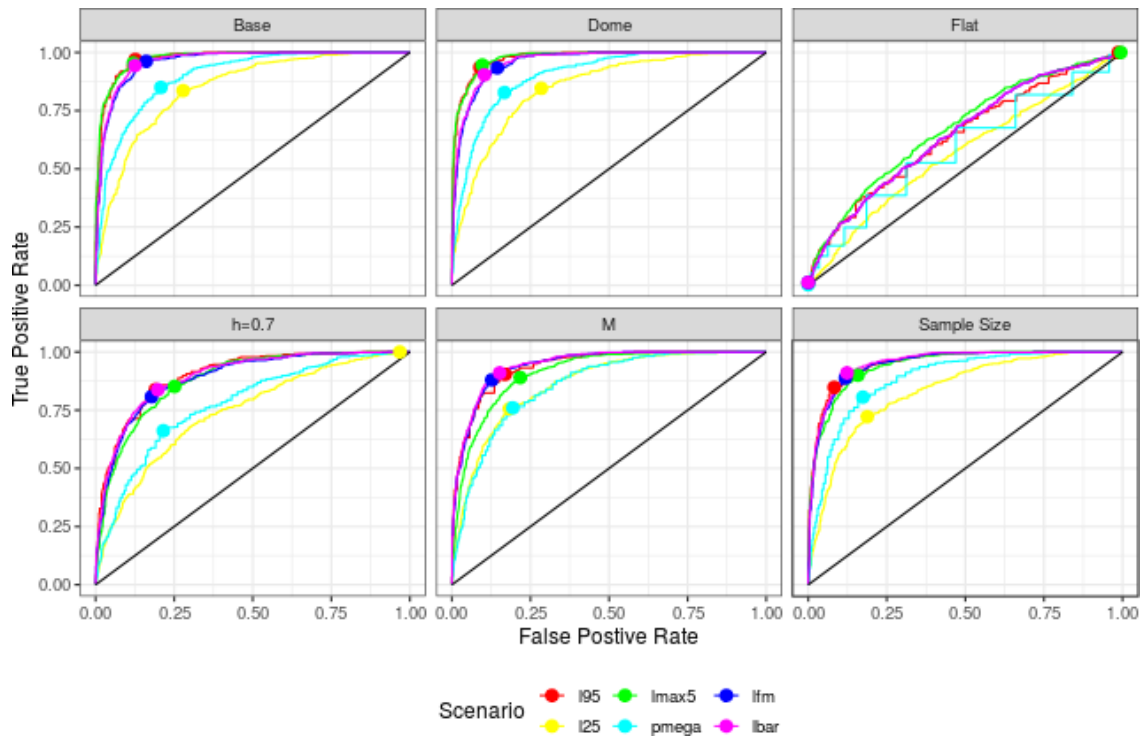 Base Dome Flat
1.00
0.75
0.50
0.25
0.00
h=0.7 M Sample Size
1.00
0.75
0.50
0.25
0.00
0.00 0.25 0.50 0.75 1.00 0.00 0.25 0.50 0.75 1.00 0.00 0.25 0.50 0.75 1.00
True Positive Rate
False Postive Rate
Scenario
l95 lmax5 lfm
l25 pmega lbar